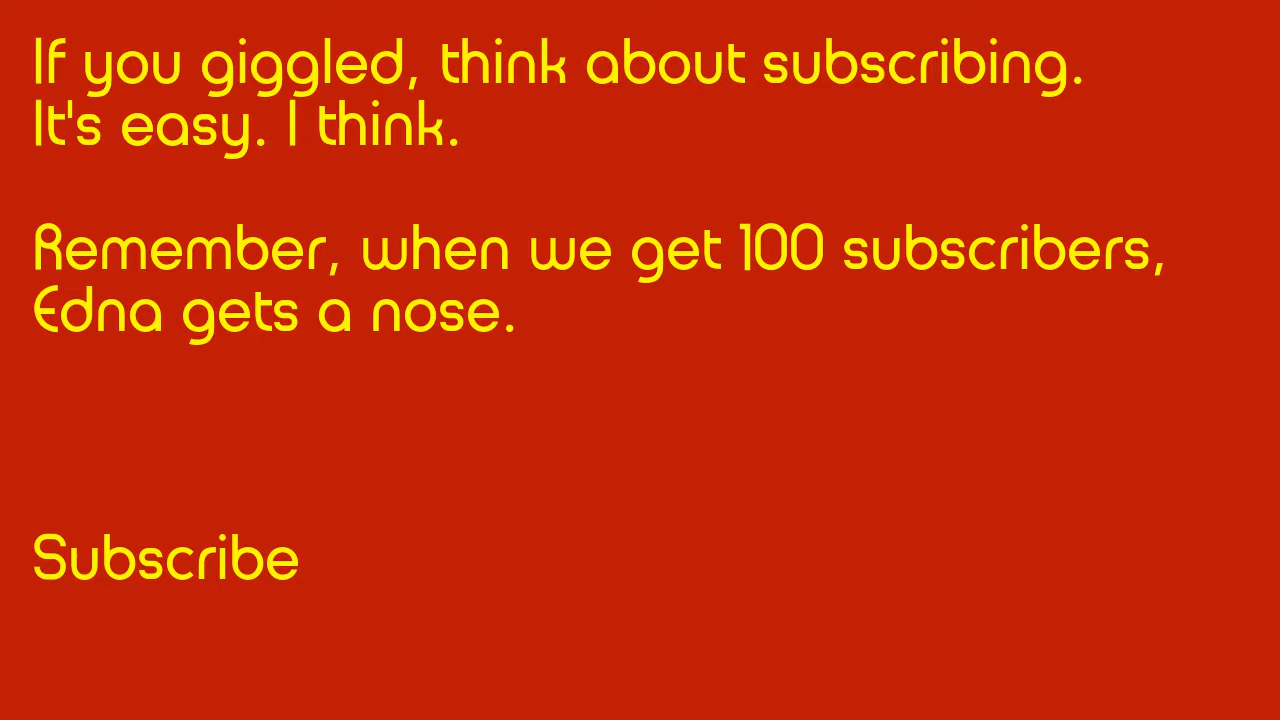 If you giggled, think about subscribing.
It's easy. I think.
Remember, when we get 100 subscribers,
Edna gets a nose.
Subscribe